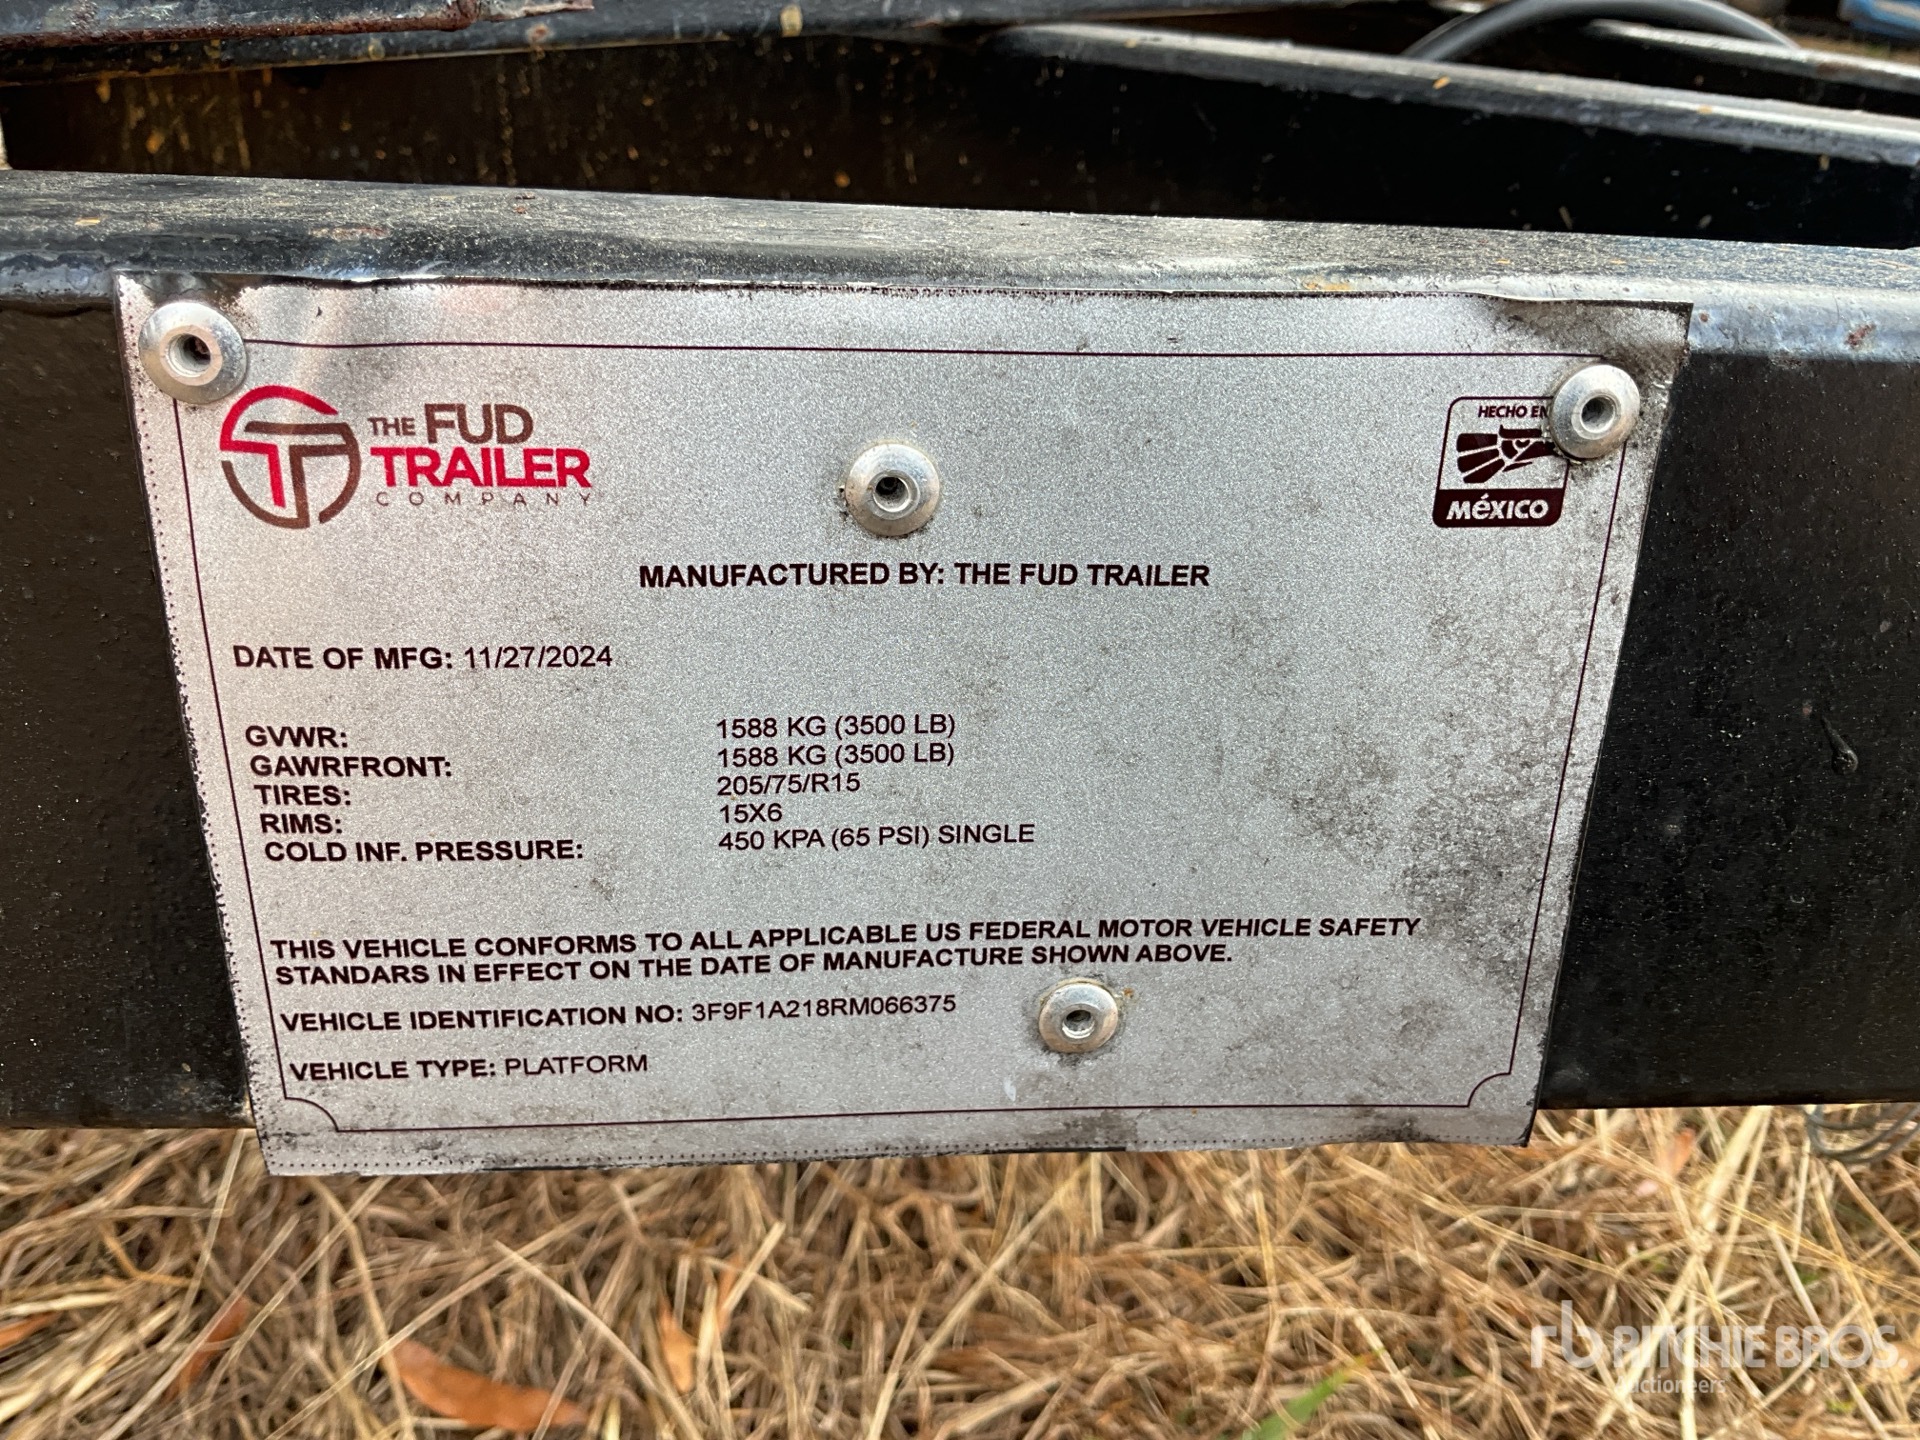 THE FUD
TRAILER
COMPANY
HECHO EN
MÉXICO
MANUFACTURED BY: THE FUD TRAILER
DATE OF MFG: 11/27/2024
GVWR: 1588 KG (3500 LB)
GAWRFRONT: 1588 KG (3500 LB)
TIRES: 205/75/R15
RIMS: 15X6
COLD INF. PRESSURE: 450 KPA (65 PSI) SINGLE
THIS VEHICLE CONFORMS TO ALL APPLICABLE US FEDERAL MOTOR VEHICLE SAFETY
STANDARS IN EFFECT ON THE DATE OF MANUFACTURE SHOWN ABOVE.
VEHICLE IDENTIFICATION NO: 3F9F1A218RM066375
VEHICLE TYPE: PLATFORM
rb RITCHIE BROS.
Auctioneers